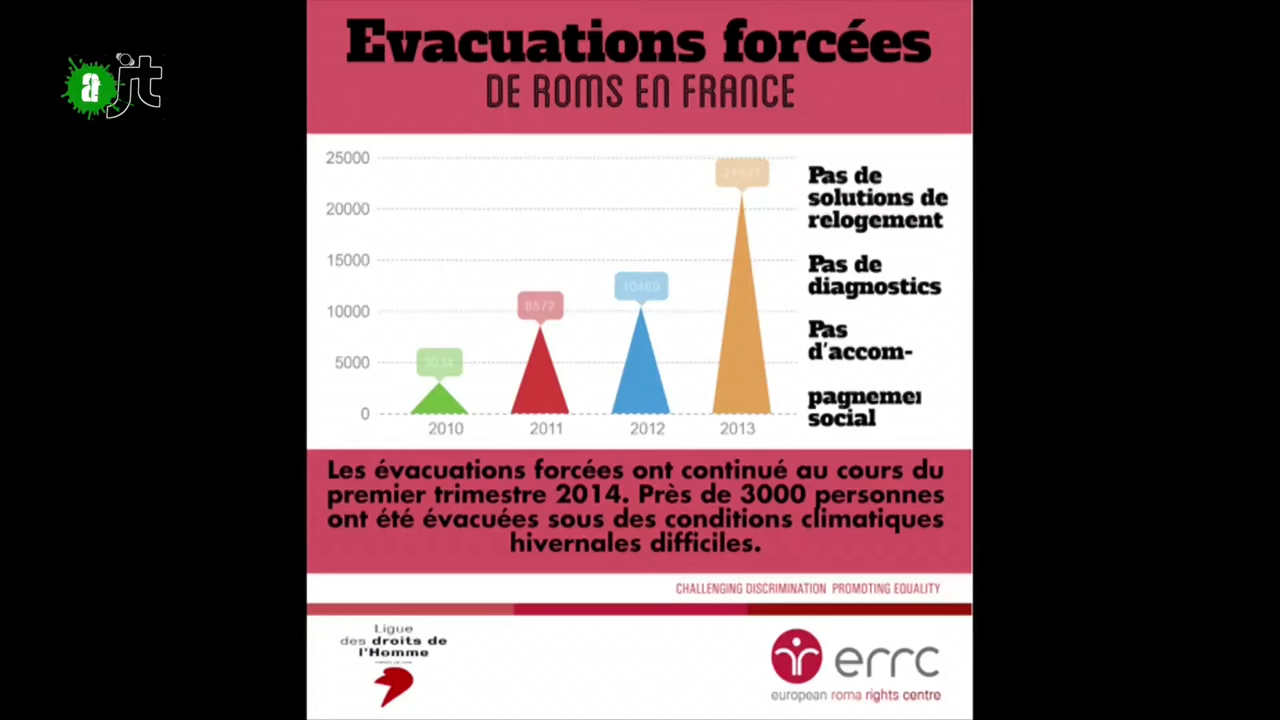 a jt
Evacuations forcées
DE ROMS EN FRANCE
25000
20000
15000
10000
5000
0
8572
10469
2010
2011
2012
2013
Pas de
solutions de
relogement
Pas de
diagnostics
Pas
d'accom-
pagnemei
social
Les évacuations forcées ont continué au cours du
premier trimestre 2014. Près de 3000 personnes
ont été évacuées sous des conditions climatiques
hivernales difficiles.
CHALLENGING DISCRIMINATION PROMOTING EQUALITY
Ligue
des droits de
l'Homme
errc
european roma rights centre